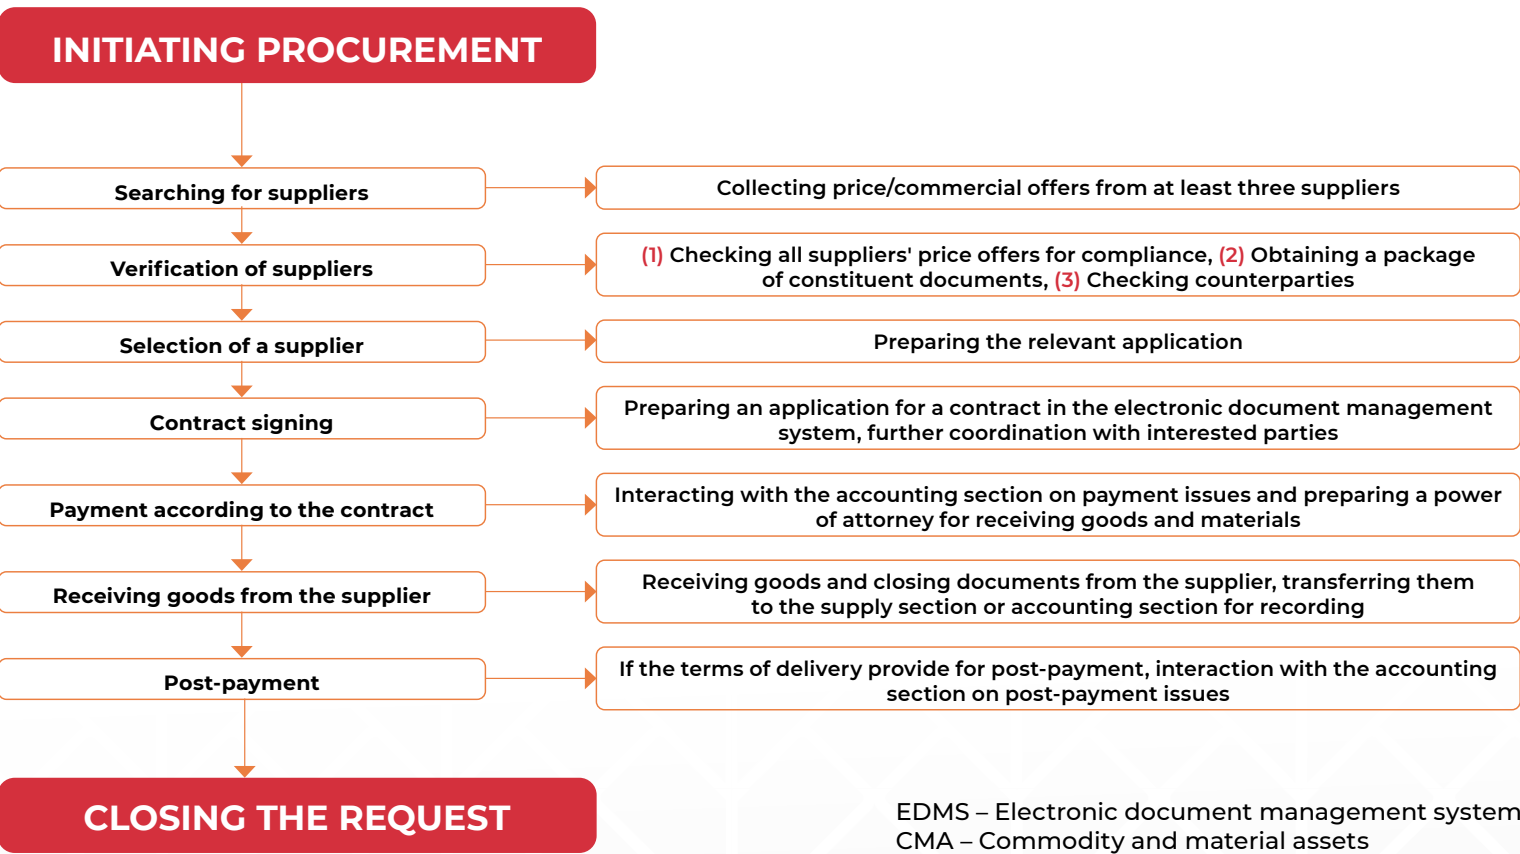 INITIATING PROCUREMENT
Searching for suppliers
Collecting price/commercial offers from at least three suppliers
Verification of suppliers
(1) Checking all suppliers' price offers for compliance, (2) Obtaining a package
of constituent documents, (3) Checking counterparties
Selection of a supplier
Preparing the relevant application
Contract signing
Preparing an application for a contract in the electronic document management
system, further coordination with interested parties
Payment according to the contract
Interacting with the accounting section on payment issues and preparing a power
of attorney for receiving goods and materials
Receiving goods from the supplier
Receiving goods and closing documents from the supplier, transferring them
to the supply section or accounting section for recording
Post-payment
If the terms of delivery provide for post-payment, interaction with the accounting
section on post-payment issues
CLOSING THE REQUEST
EDMS – Electronic document management system
CMA – Commodity and material assets